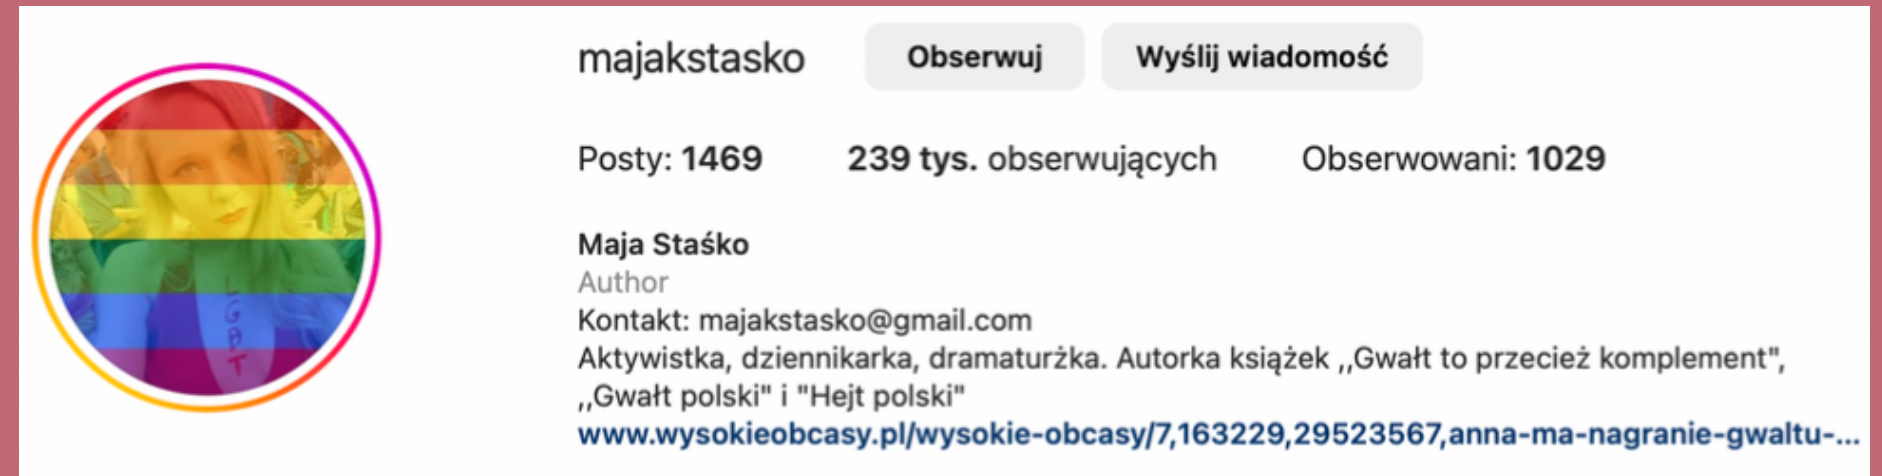 majakstasko Obserwuj Wyślij wiadomość
Posty: 1469 239 tys. obserwujących Obserwowani: 1029
Maja Staśko
Author
Kontakt: majakstasko@gmail.com
Aktywistka, dziennikarka, dramaturżka. Autorka książek ,,Gwałt to przecież komplement",
,,Gwałt polski" i "Hejt polski"
www.wysokieobcasy.pl/wysokie-obcasy/7,163229,29523567,anna-ma-nagranie-gwaltu-...
L
G
B
T